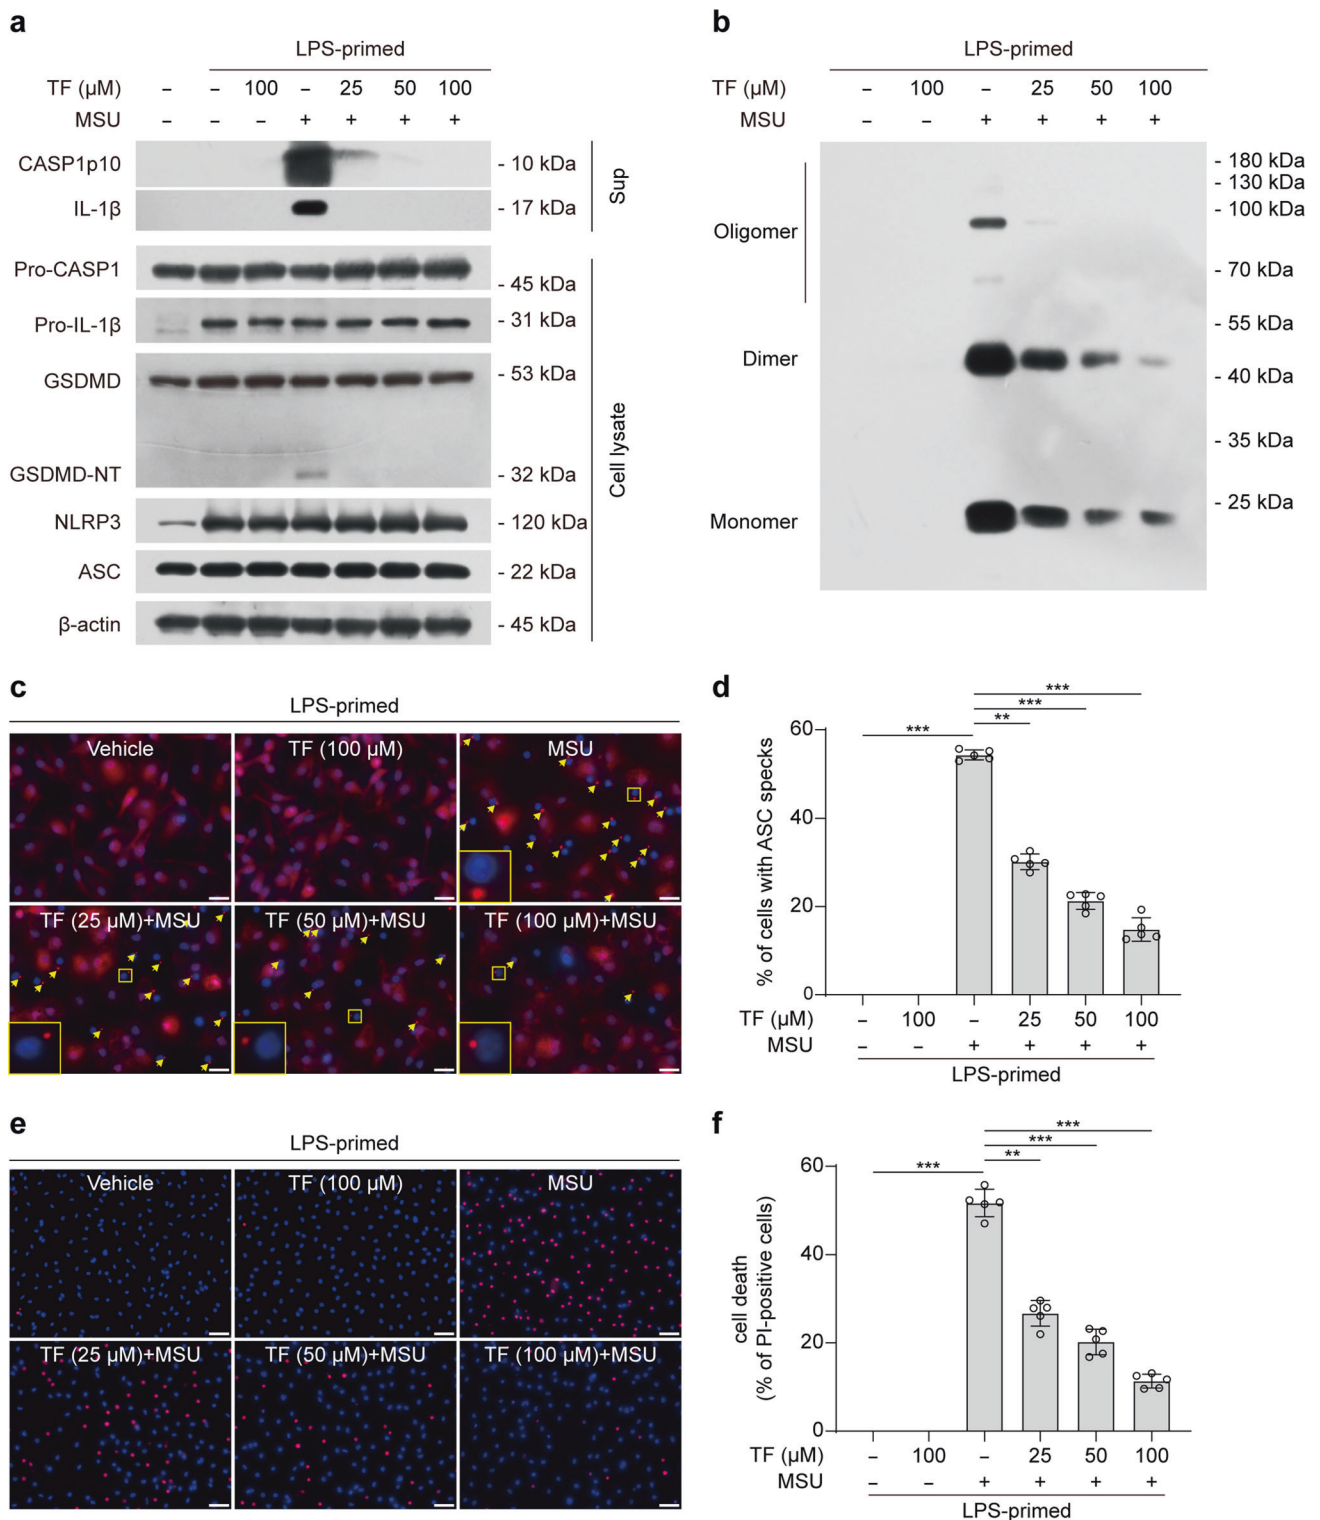 a
LPS-primed
TF (µM) – – 100 – 25 50 100
MSU – – – + + + +
CASP1p10 - 10 kDa
IL-1β - 17 kDa
Sup
Pro-CASP1 - 45 kDa
Pro-IL-1β - 31 kDa
GSDMD - 53 kDa
GSDMD-NT - 32 kDa
NLRP3 - 120 kDa
ASC - 22 kDa
β-actin - 45 kDa
Cell lysate
b
LPS-primed
TF (µM) – 100 – 25 50 100
MSU – – + + + +
- 180 kDa
- 130 kDa
- 100 kDa
Oligomer
- 70 kDa
- 55 kDa
Dimer
- 40 kDa
- 35 kDa
- 25 kDa
Monomer
c
LPS-primed
Vehicle TF (100 µM) MSU
TF (25 µM)+MSU TF (50 µM)+MSU TF (100 µM)+MSU
d
% of cells with ASC specks
60
40
20
0
*** ** *** ***
TF (µM) – 100 – 25 50 100
MSU – – + + + +
LPS-primed
e
LPS-primed
Vehicle TF (100 µM) MSU
TF (25 µM)+MSU TF (50 µM)+MSU TF (100 µM)+MSU
f
cell death
(% of PI-positive cells)
60
40
20
0
*** ** *** ***
TF (µM) – 100 – 25 50 100
MSU – – + + + +
LPS-primed